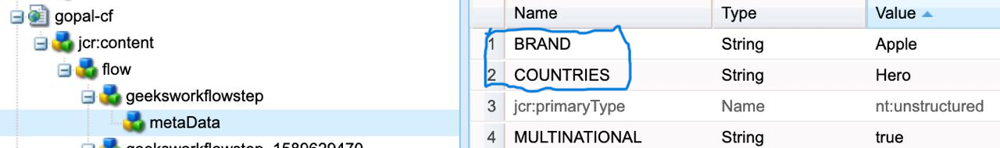 gopal-cf
jcr:content
flow
geeksworkflowstep
metaData
geeksworkflowstep_1589629470
Name Type Value
1 BRAND String Apple
2 COUNTRIES String Hero
3 jcr:primaryType Name nt:unstructured
4 MULTINATIONAL String true